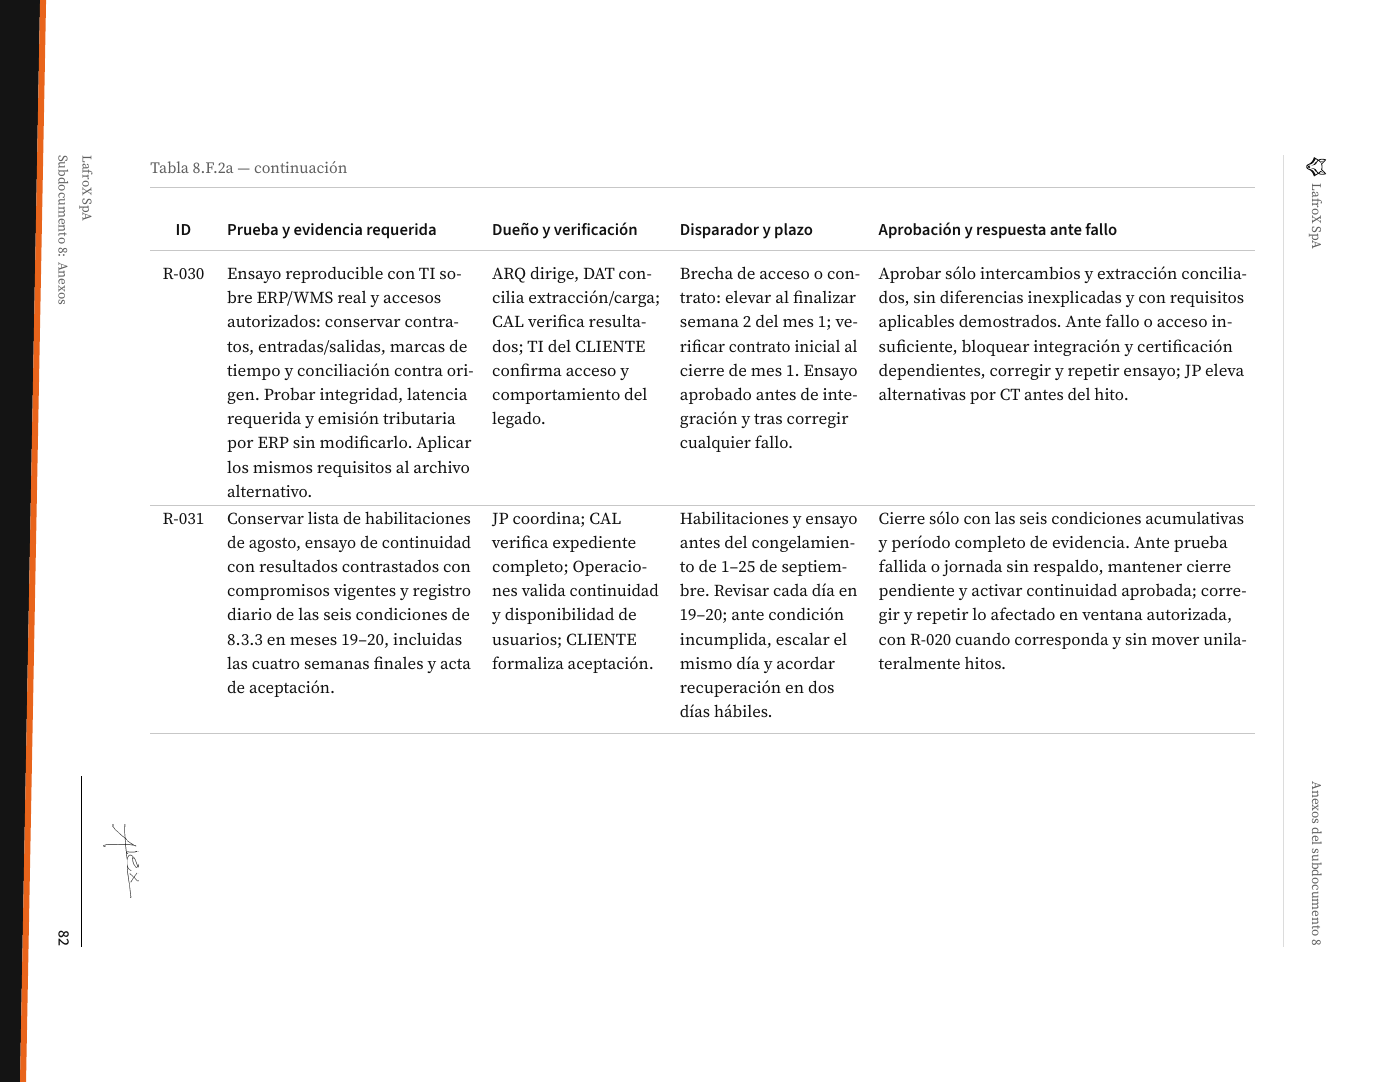 LafroX SpA
Anexos del subdocumento 8
Tabla 8.F.2a — continuación
ID Prueba y evidencia requerida Dueño y verificación Disparador y plazo Aprobación y respuesta ante fallo
R-030
Ensayo reproducible con TI so-
bre ERP/WMS real y accesos
autorizados: conservar contra-
tos, entradas/salidas, marcas de
tiempo y conciliación contra ori-
gen. Probar integridad, latencia
requerida y emisión tributaria
por ERP sin modificarlo. Aplicar
los mismos requisitos al archivo
alternativo.
ARQ dirige, DAT con-
cilia extracción/carga;
CAL verifica resulta-
dos; TI del CLIENTE
confirma acceso y
comportamiento del
legado.
Brecha de acceso o con-
trato: elevar al finalizar
semana 2 del mes 1; ve-
rificar contrato inicial al
cierre de mes 1. Ensayo
aprobado antes de inte-
gración y tras corregir
cualquier fallo.
Aprobar sólo intercambios y extracción concilia-
dos, sin diferencias inexplicadas y con requisitos
aplicables demostrados. Ante fallo o acceso in-
suficiente, bloquear integración y certificación
dependientes, corregir y repetir ensayo; JP eleva
alternativas por CT antes del hito.
R-031
Conservar lista de habilitaciones
de agosto, ensayo de continuidad
con resultados contrastados con
compromisos vigentes y registro
diario de las seis condiciones de
8.3.3 en meses 19–20, incluidas
las cuatro semanas finales y acta
de aceptación.
JP coordina; CAL
verifica expediente
completo; Operacio-
nes valida continuidad
y disponibilidad de
usuarios; CLIENTE
formaliza aceptación.
Habilitaciones y ensayo
antes del congelamien-
to de 1–25 de septiem-
bre. Revisar cada día en
19–20; ante condición
incumplida, escalar el
mismo día y acordar
recuperación en dos
días hábiles.
Cierre sólo con las seis condiciones acumulativas
y período completo de evidencia. Ante prueba
fallida o jornada sin respaldo, mantener cierre
pendiente y activar continuidad aprobada; corre-
gir y repetir lo afectado en ventana autorizada,
con R-020 cuando corresponda y sin mover unila-
teralmente hitos.
LafroX SpA
Subdocumento 8: Anexos
Aleix
82